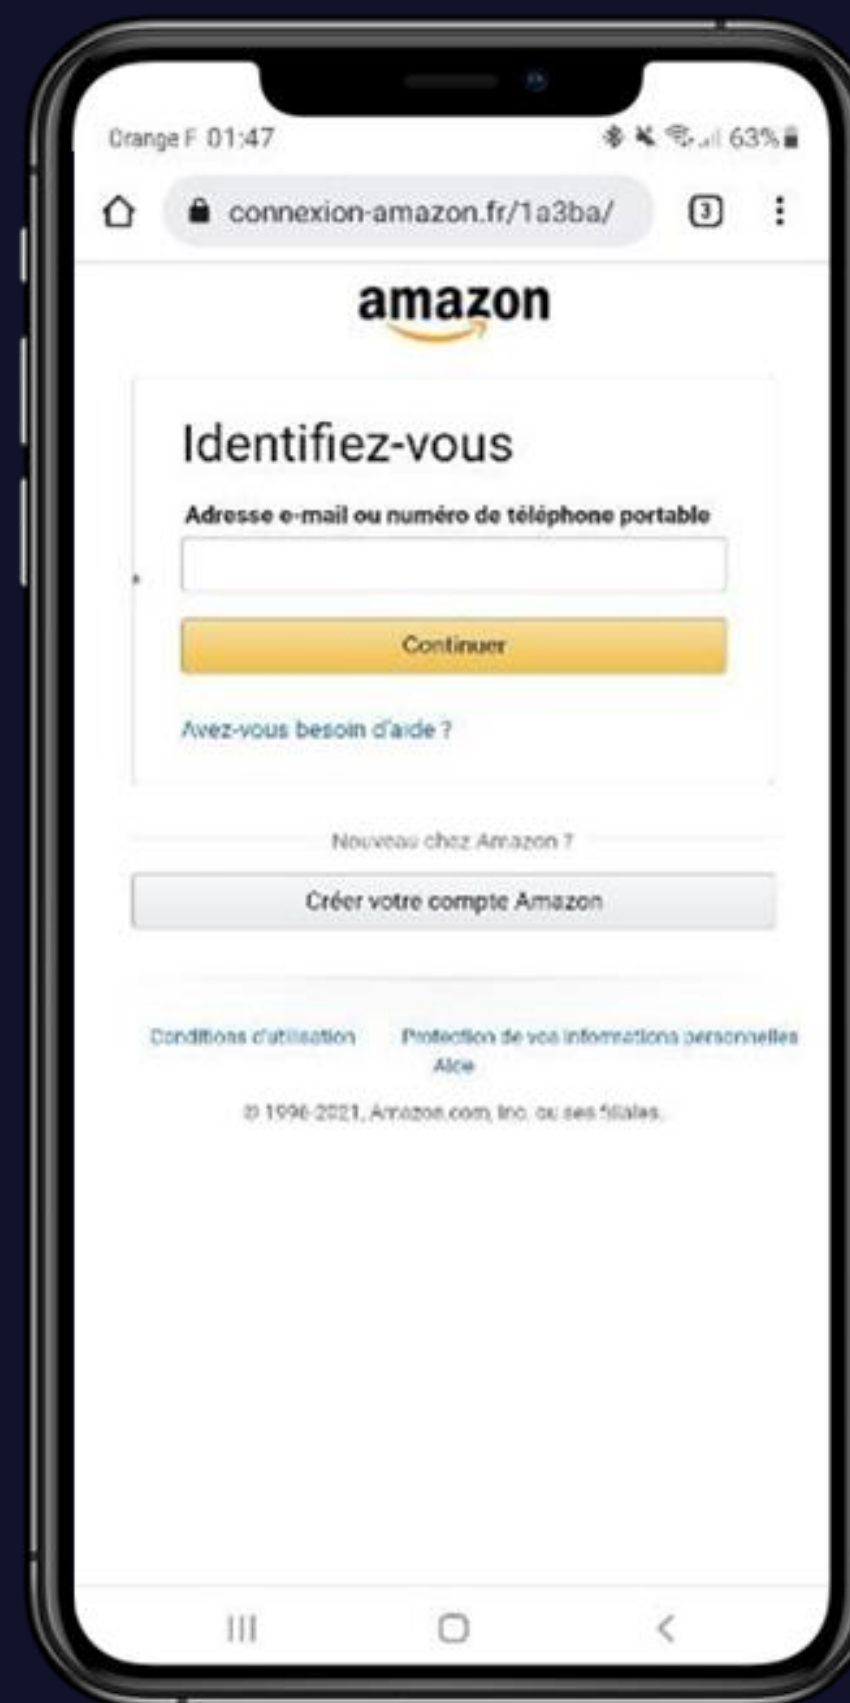 Orange F 01:47 63%
connexion-amazon.fr/1a3ba/ 3
amazon
Identifiez-vous
Adresse e-mail ou numéro de téléphone portable
Continuer
Avez-vous besoin d'aide ?
Nouveau chez Amazon ?
Créer votre compte Amazon
Conditions d'utilisation Protection de vos informations personnelles
Aide
© 1996-2021, Amazon.com, Inc. ou ses filiales.